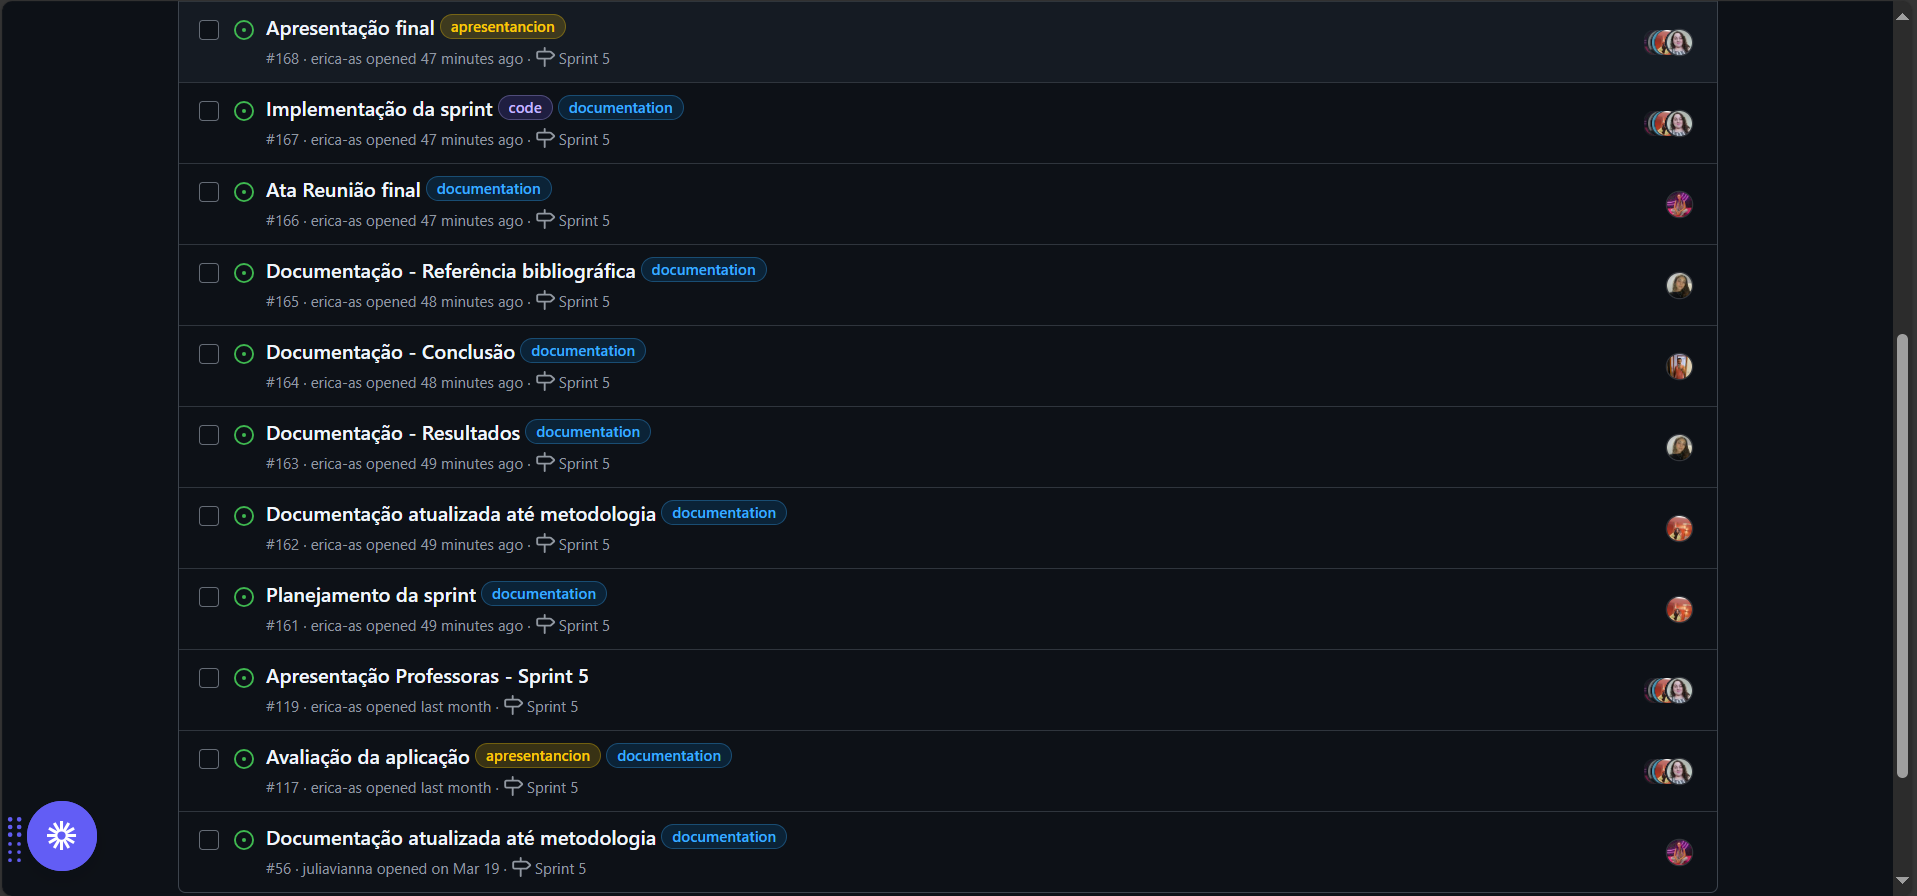 Apresentação final apresentancion
#168 · erica-as opened 47 minutes ago · Sprint 5
Implementação da sprint code documentation
#167 · erica-as opened 47 minutes ago · Sprint 5
Ata Reunião final documentation
#166 · erica-as opened 47 minutes ago · Sprint 5
Documentação - Referência bibliográfica documentation
#165 · erica-as opened 48 minutes ago · Sprint 5
Documentação - Conclusão documentation
#164 · erica-as opened 48 minutes ago · Sprint 5
Documentação - Resultados documentation
#163 · erica-as opened 49 minutes ago · Sprint 5
Documentação atualizada até metodologia documentation
#162 · erica-as opened 49 minutes ago · Sprint 5
Planejamento da sprint documentation
#161 · erica-as opened 49 minutes ago · Sprint 5
Apresentação Professoras - Sprint 5
#119 · erica-as opened last month · Sprint 5
Avaliação da aplicação apresentancion documentation
#117 · erica-as opened last month · Sprint 5
Documentação atualizada até metodologia documentation
#56 · juliavianna opened on Mar 19 · Sprint 5